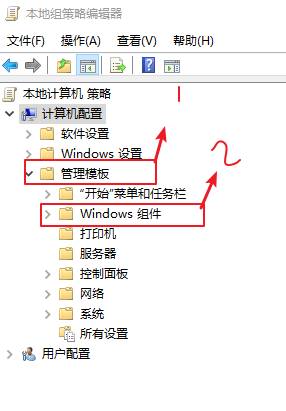 本地组策略编辑器
文件(F) 操作(A) 查看(V) 帮助(H)
本地计算机 策略
计算机配置
软件设置
Windows 设置
管理模板
“开始”菜单和任务栏
Windows 组件
打印机
服务器
控制面板
网络
系统
所有设置
用户配置
1
2